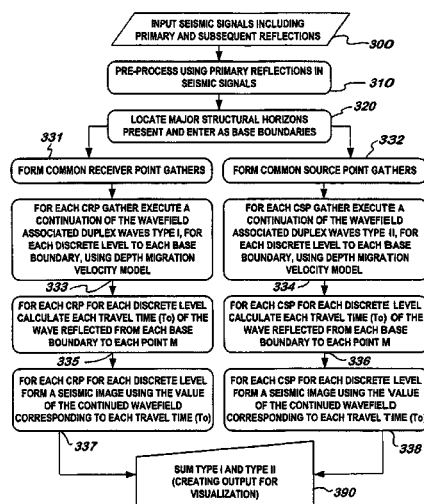 INPUT SEISMIC SIGNALS INCLUDING
PRIMARY AND SUBSEQUENT REFLECTIONS
300
PRE-PROCESS USING PRIMARY REFLECTIONS IN
SEISMIC SIGNALS
310
320
LOCATE MAJOR STRUCTURAL HORIZONS
PRESENT AND ENTER AS BASE BOUNDARIES
331
332
FORM COMMON RECEIVER POINT GATHERS
FORM COMMON SOURCE POINT GATHERS
FOR EACH CRP GATHER EXECUTE A
CONTINUATION OF THE WAVEFIELD
ASSOCIATED DUPLEX WAVES TYPE I, FOR
EACH DISCRETE LEVEL TO EACH BASE
BOUNDARY, USING DEPTH MIGRATION
VELOCITY MODEL
333
FOR EACH CSP GATHER EXECUTE A
CONTINUATION OF THE WAVEFIELD
ASSOCIATED DUPLEX WAVES TYPE II, FOR
EACH DISCRETE LEVEL TO EACH BASE
BOUNDARY, USING DEPTH MIGRATION
VELOCITY MODEL
334
FOR EACH CRP FOR EACH DISCRETE LEVEL
CALCULATE EACH TRAVEL TIME (To) OF
THE WAVE REFLECTED FROM EACH BASE
BOUNDARY TO EACH POINT M
335
FOR EACH CSP FOR EACH DISCRETE LEVEL
CALCULATE EACH TRAVEL TIME (To) OF
THE WAVE REFLECTED FROM EACH BASE
BOUNDARY TO EACH POINT M
336
FOR EACH CRP FOR EACH DISCRETE LEVEL
FORM A SEISMIC IMAGE USING THE VALUE
OF THE CONTINUED WAVEFIELD
CORRESPONDING TO EACH TRAVEL TIME (To)
337
FOR EACH CSP FOR EACH DISCRETE LEVEL
FORM A SEISMIC IMAGE USING THE VALUE
OF THE CONTINUED WAVEFIELD
CORRESPONDING TO EACH TRAVEL TIME (To)
338
SUM TYPE I AND TYPE II
(CREATING OUTPUT FOR
VISUALIZATION)
390